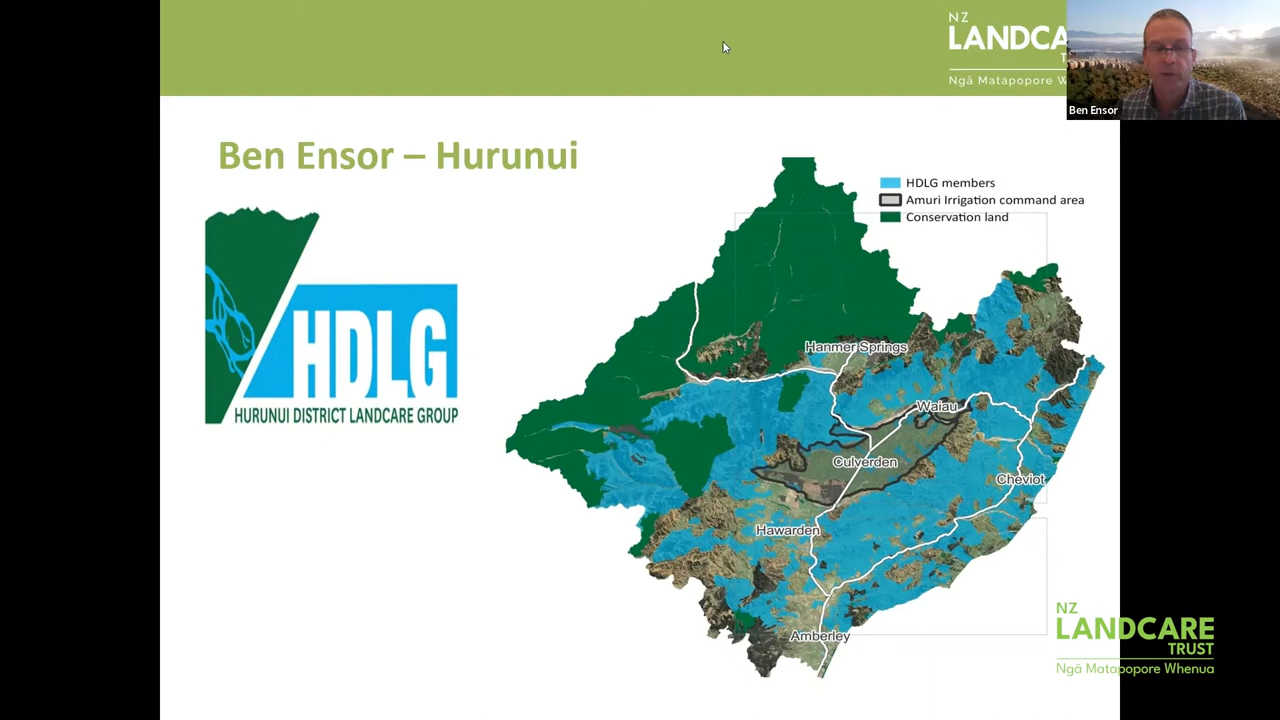 NZ
LANDCA
T
Ngā Matapopore W
Ben Ensor
Ben Ensor – Hurunui
HDLG members
Amuri Irrigation command area
Conservation land
HDLG
HURUNUI DISTRICT LANDCARE GROUP
Hanmer Springs
Waiau
Culverden
Cheviot
Hawarden
Amberley
NZ
LANDCARE
TRUST
Ngā Matapopore Whenua